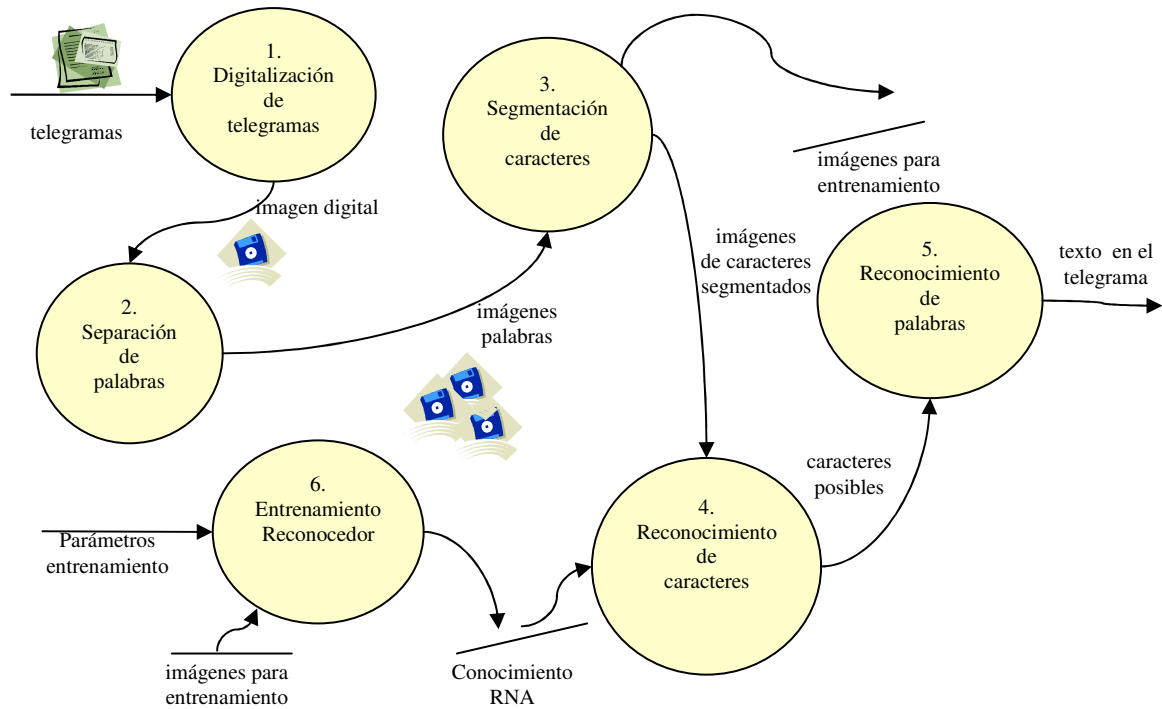 1.
Digitalización
de
telegramas
telegramas
imagen digital
2.
Separación
de
palabras
imágenes
palabras
3.
Segmentación
de
caracteres
imágenes para
entrenamiento
imágenes
de caracteres
segmentados
5.
Reconocimiento
de
palabras
texto en el
telegrama
6.
Entrenamiento
Reconocedor
Parámetros
entrenamiento
imágenes para
entrenamiento
Conocimiento
RNA
4.
Reconocimiento
de
caracteres
caracteres
posibles